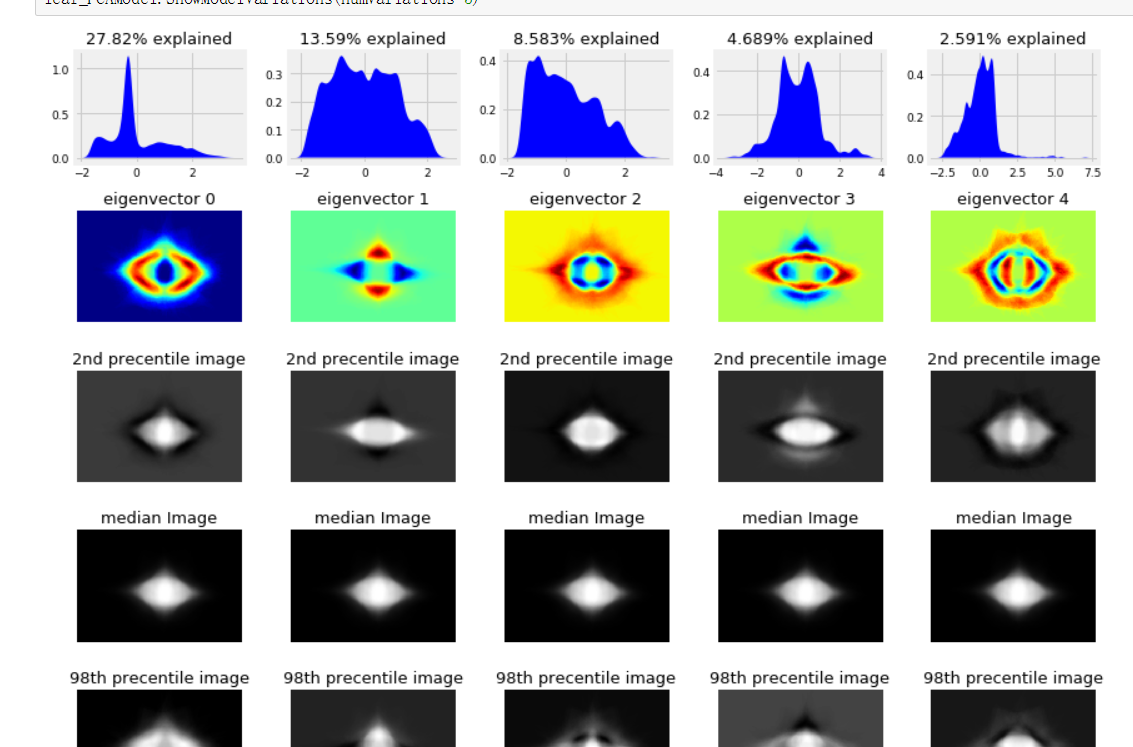 27.82% explained 13.59% explained 8.583% explained 4.689% explained 2.591% explained
1.0 0.5 0.0 0.3 0.2 0.1 0.0 0.4 0.2 0.0 0.4 0.2 0.0 0.4 0.2 0.0
−2 0 2 −2 0 2 −2 0 2 −4 −2 0 2 4 −2.5 0.0 2.5 5.0 7.5
eigenvector 0 eigenvector 1 eigenvector 2 eigenvector 3 eigenvector 4
2nd precentile image 2nd precentile image 2nd precentile image 2nd precentile image 2nd precentile image
median Image median Image median Image median Image median Image
98th percentile image 98th percentile image 98th percentile image 98th percentile image 98th percentile image